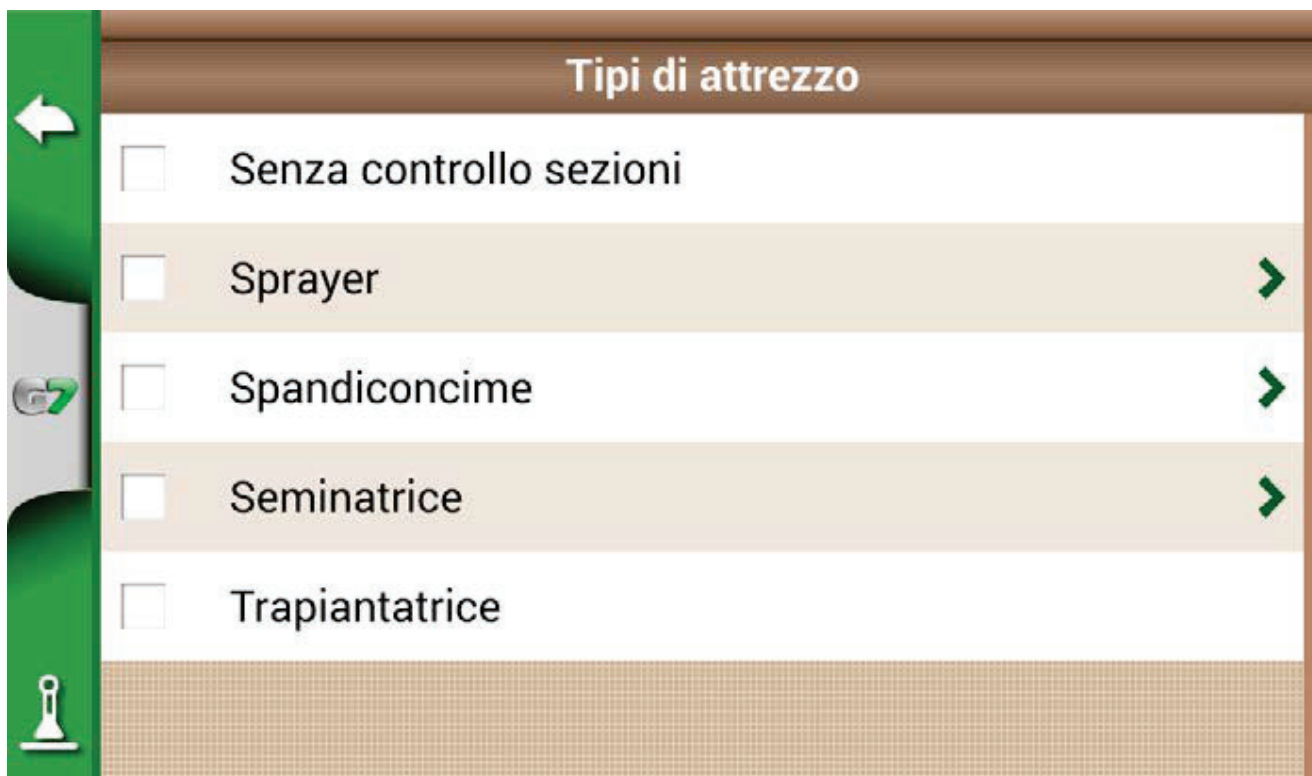 Tipi di attrezzo
Senza controllo sezioni
Sprayer
Spandiconcime
G7
Seminatrice
Trapiantatrice